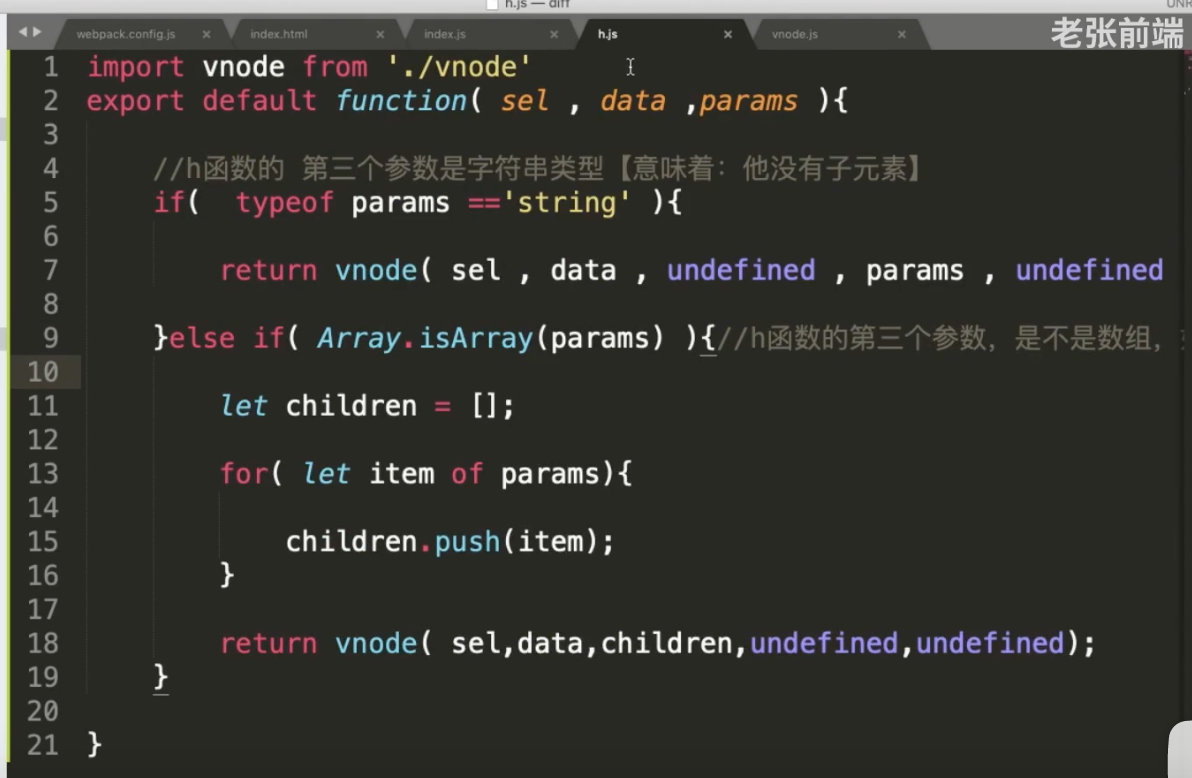 h.js — diff
UNR
webpack.config.js × index.html × index.js × h.js × vnode.js ×
老张前端
1 import vnode from './vnode'
2 export default function( sel , data ,params ){
3
4 //h函数的 第三个参数是字符串类型【意味着：他没有子元素】
5 if(  typeof params =='string' ){
6
7 return vnode( sel , data , undefined , params , undefined
8
9 }else if( Array.isArray(params) ){//h函数的第三个参数，是不是数组，
10
11 let children = [];
12
13 for( let item of params){
14
15 children.push(item);
16 }
17
18 return vnode( sel,data,children,undefined,undefined);
19 }
20
21 }